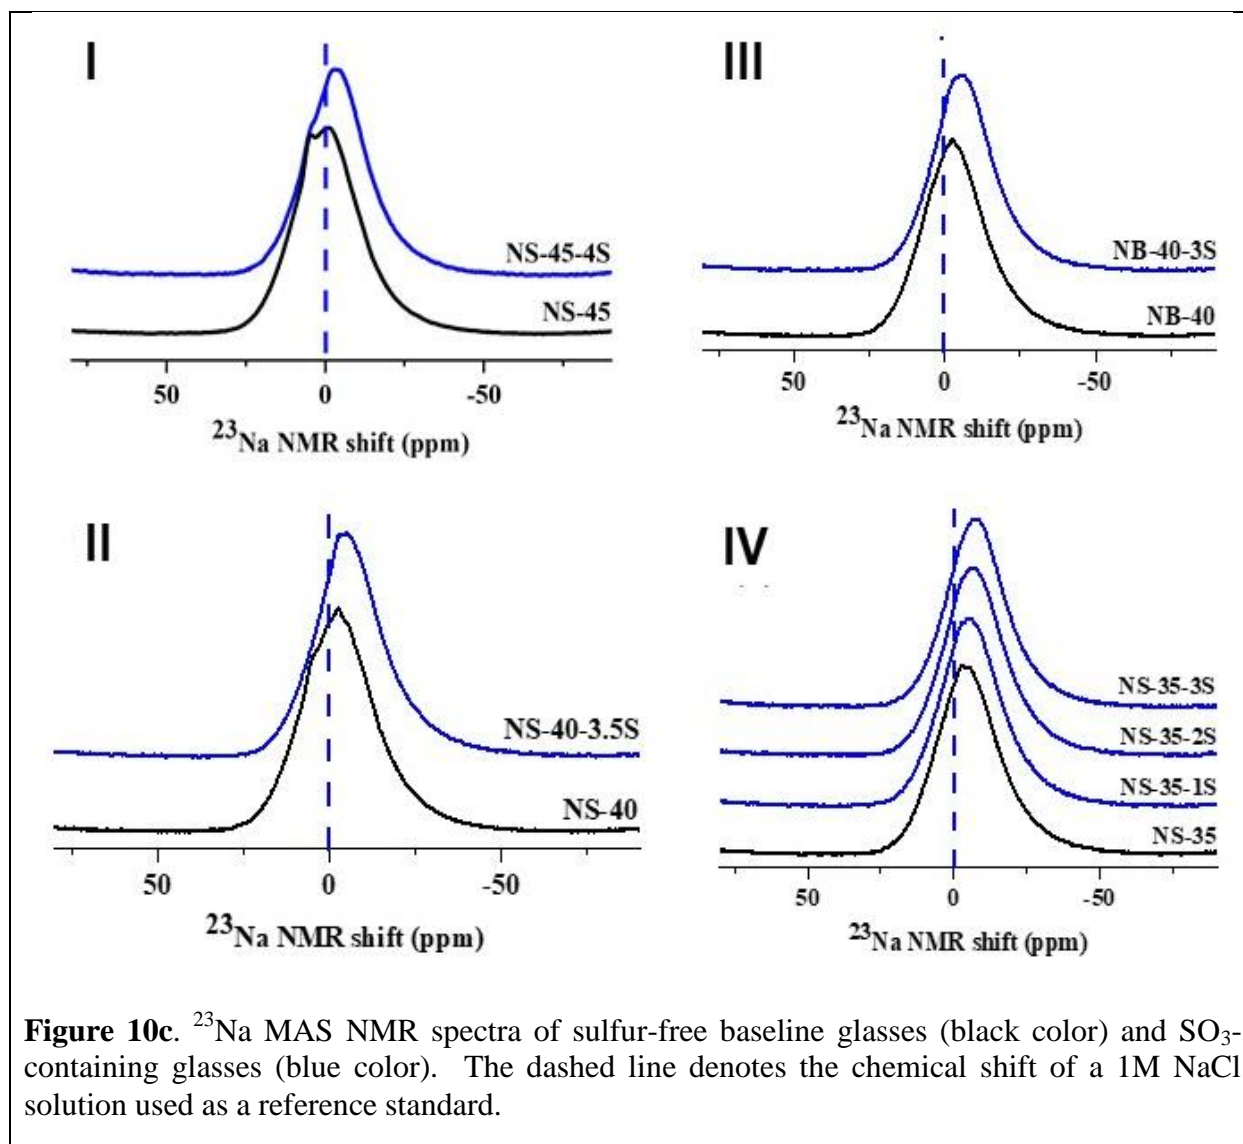 I
NS-45-4S
NS-45
50 0 -50
²³Na NMR shift (ppm)
III
NB-40-3S
NB-40
50 0 -50
²³Na NMR shift (ppm)
II
NS-40-3.5S
NS-40
50 0 -50
²³Na NMR shift (ppm)
IV
NS-35-3S
NS-35-2S
NS-35-1S
NS-35
50 0 -50
²³Na NMR shift (ppm)
Figure 10c. ²³Na MAS NMR spectra of sulfur-free baseline glasses (black color) and SO₃-
containing glasses (blue color). The dashed line denotes the chemical shift of a 1M NaCl
solution used as a reference standard.